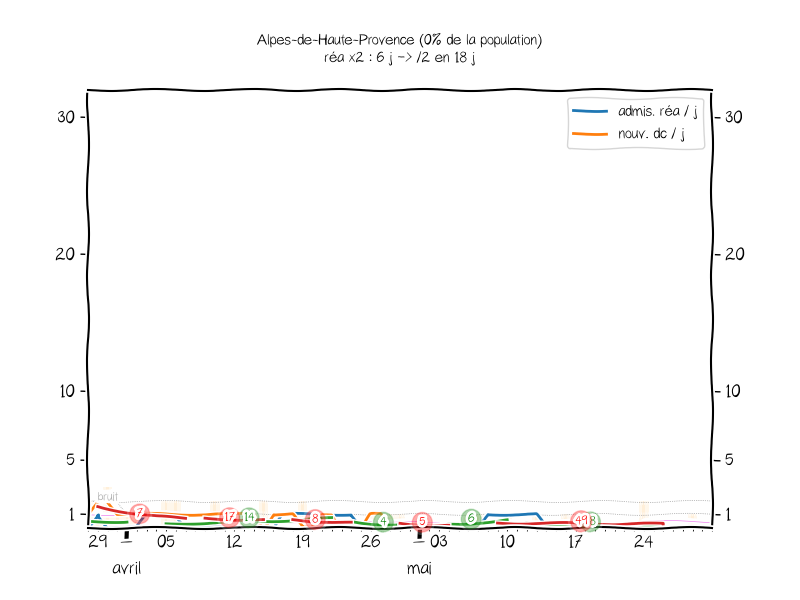 Alpes-de-Haute-Provence (0% de la population)
réa x2 : 6 j -> /2 en 18 j
admis. réa / j
nouv. dc / j
30 30
20 20
10 10
5 5
bruit
1 1
7 17 14 8 4 5 6 49 8
29 05 12 19 26 03 10 17 24
avril mai